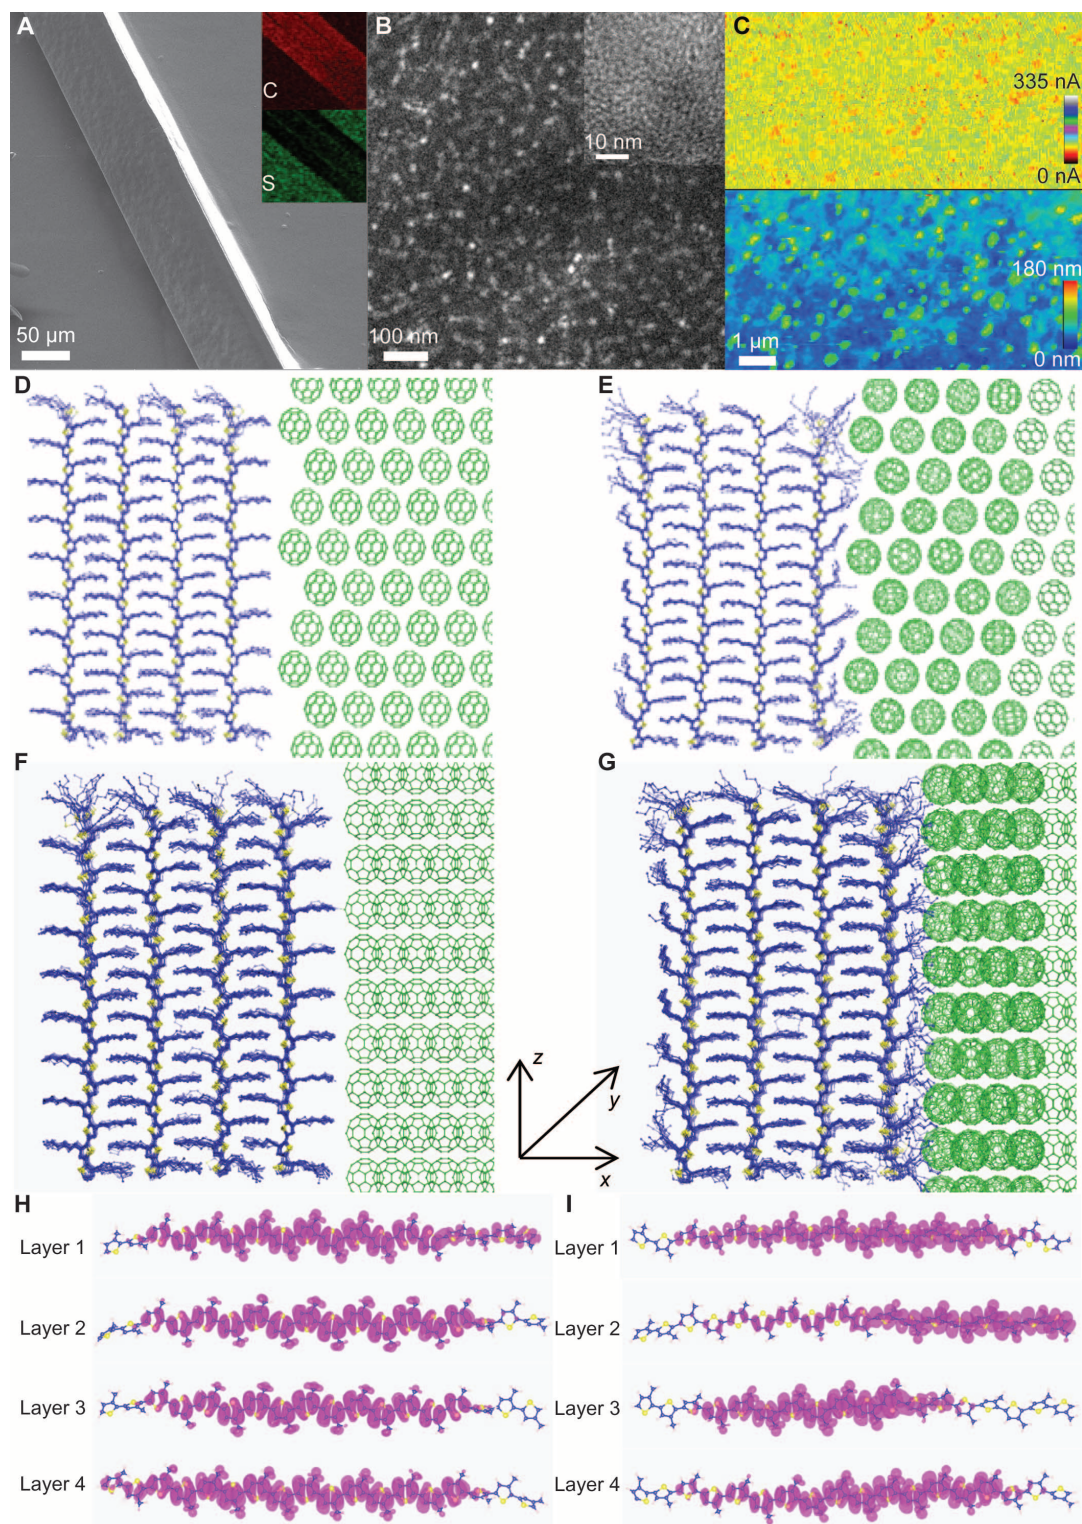 A
C
S
50 µm
B
10 nm
100 nm
C
335 nA
0 nA
180 nm
0 nm
1 µm
D
E
F
G
z
y
x
H
Layer 1
Layer 2
Layer 3
Layer 4
I
Layer 1
Layer 2
Layer 3
Layer 4